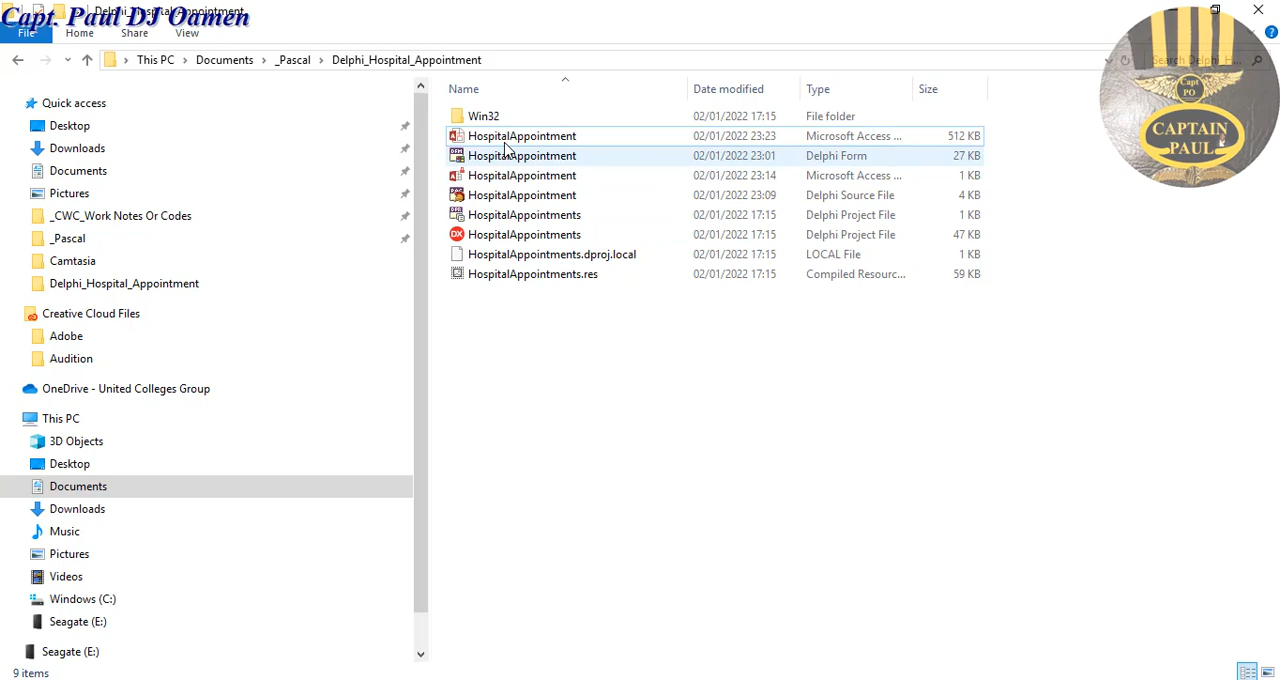 Capt. Paul DJ Oamen
Delphi_Hospital_Appointment
File Home Share View
This PC Documents _Pascal Delphi_Hospital_Appointment
Search Delphi_H...
Name Date modified Type Size
Win32 02/01/2022 17:15 File folder
HospitalAppointment 02/01/2022 23:23 Microsoft Access ... 512 KB
HospitalAppointment 02/01/2022 23:01 Delphi Form 27 KB
HospitalAppointment 02/01/2022 23:14 Microsoft Access ... 1 KB
HospitalAppointment 02/01/2022 23:09 Delphi Source File 4 KB
HospitalAppointments 02/01/2022 17:15 Delphi Project File 1 KB
HospitalAppointments 02/01/2022 17:15 Delphi Project File 47 KB
HospitalAppointments.dproj.local 02/01/2022 17:15 LOCAL File 1 KB
HospitalAppointments.res 02/01/2022 17:15 Compiled Resourc... 59 KB
Quick access
Desktop
Downloads
Documents
Pictures
_CWC_Work Notes Or Codes
_Pascal
Camtasia
Delphi_Hospital_Appointment
Creative Cloud Files
Adobe
Audition
OneDrive - United Colleges Group
This PC
3D Objects
Desktop
Documents
Downloads
Music
Pictures
Videos
Windows (C:)
Seagate (E:)
Seagate (E:)
9 items
Capt
PO
CAPTAIN
PAUL